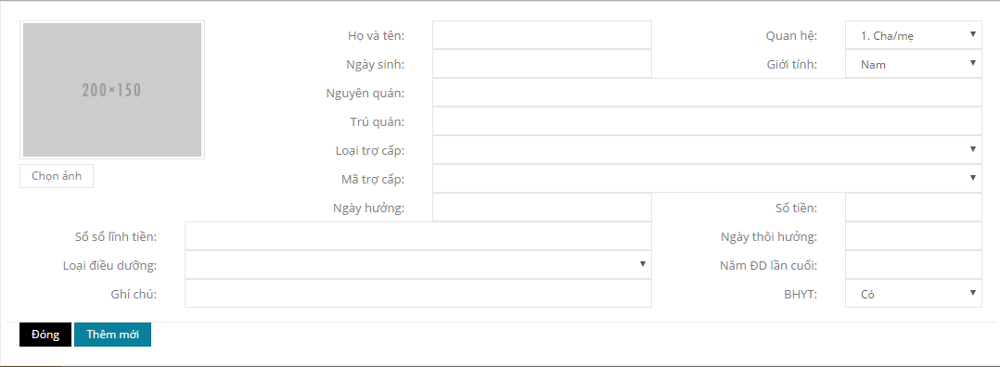 200×150
Chọn ảnh
Họ và tên:
Quan hệ:
1. Cha/mẹ
Ngày sinh:
Giới tính:
Nam
Nguyên quán:
Trú quán:
Loại trợ cấp:
Mã trợ cấp:
Ngày hưởng:
Số tiền:
Số sổ lĩnh tiền:
Ngày thôi hưởng:
Loại điều dưỡng:
Năm ĐD lần cuối:
Ghí chú:
BHYT:
Có
Đóng
Thêm mới